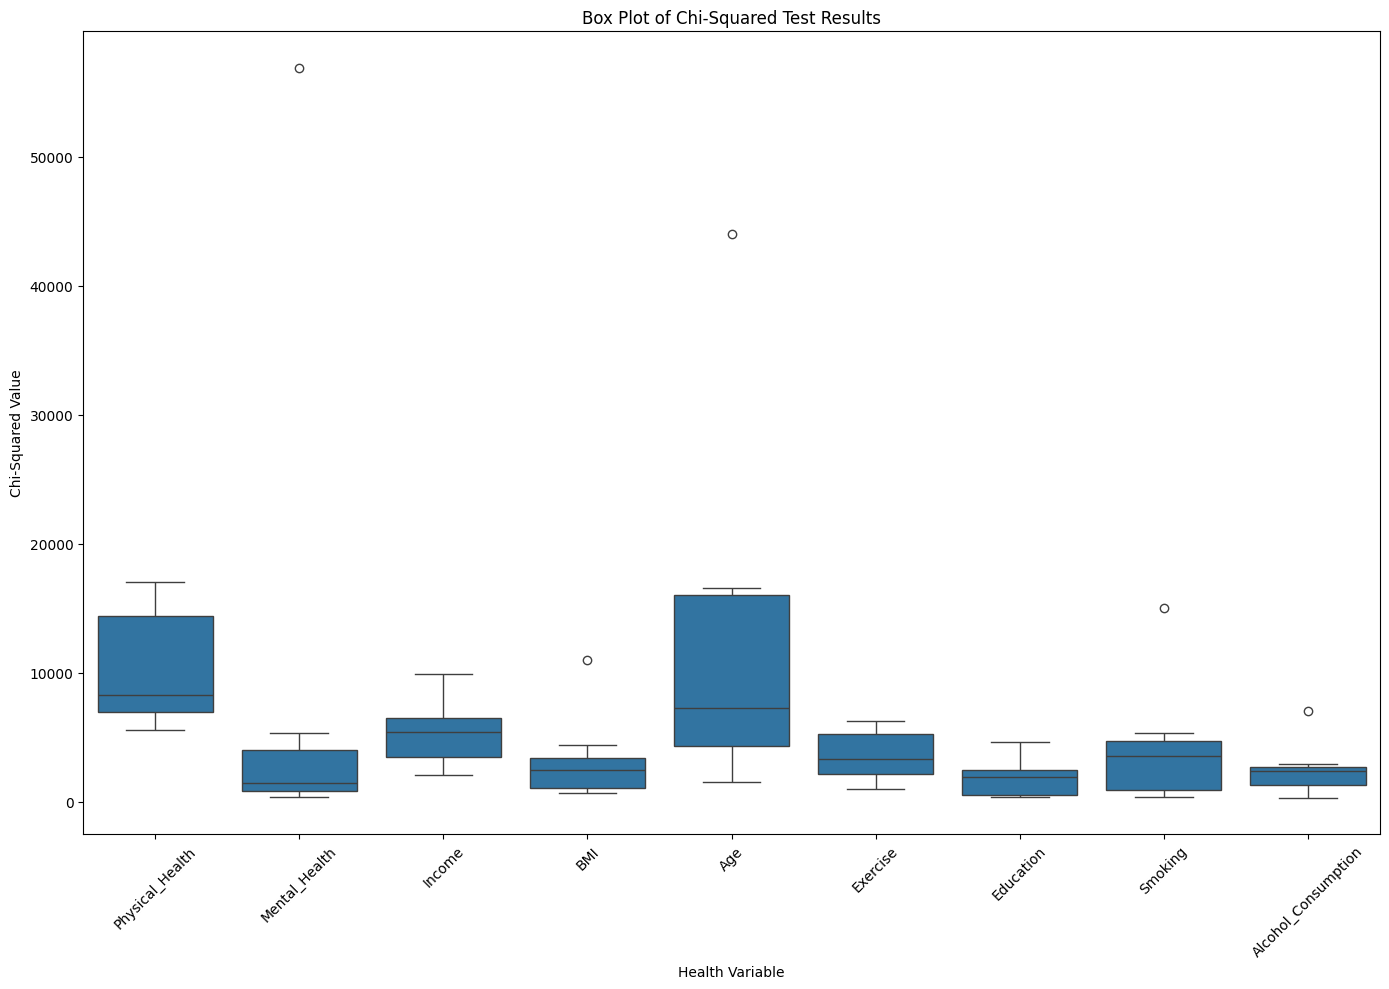 Box Plot of Chi-Squared Test Results
Chi-Squared Value
50000
40000
30000
20000
10000
0
Physical_Health
Mental_Health
Income
BMI
Age
Exercise
Education
Smoking
Alcohol_Consumption
Health Variable